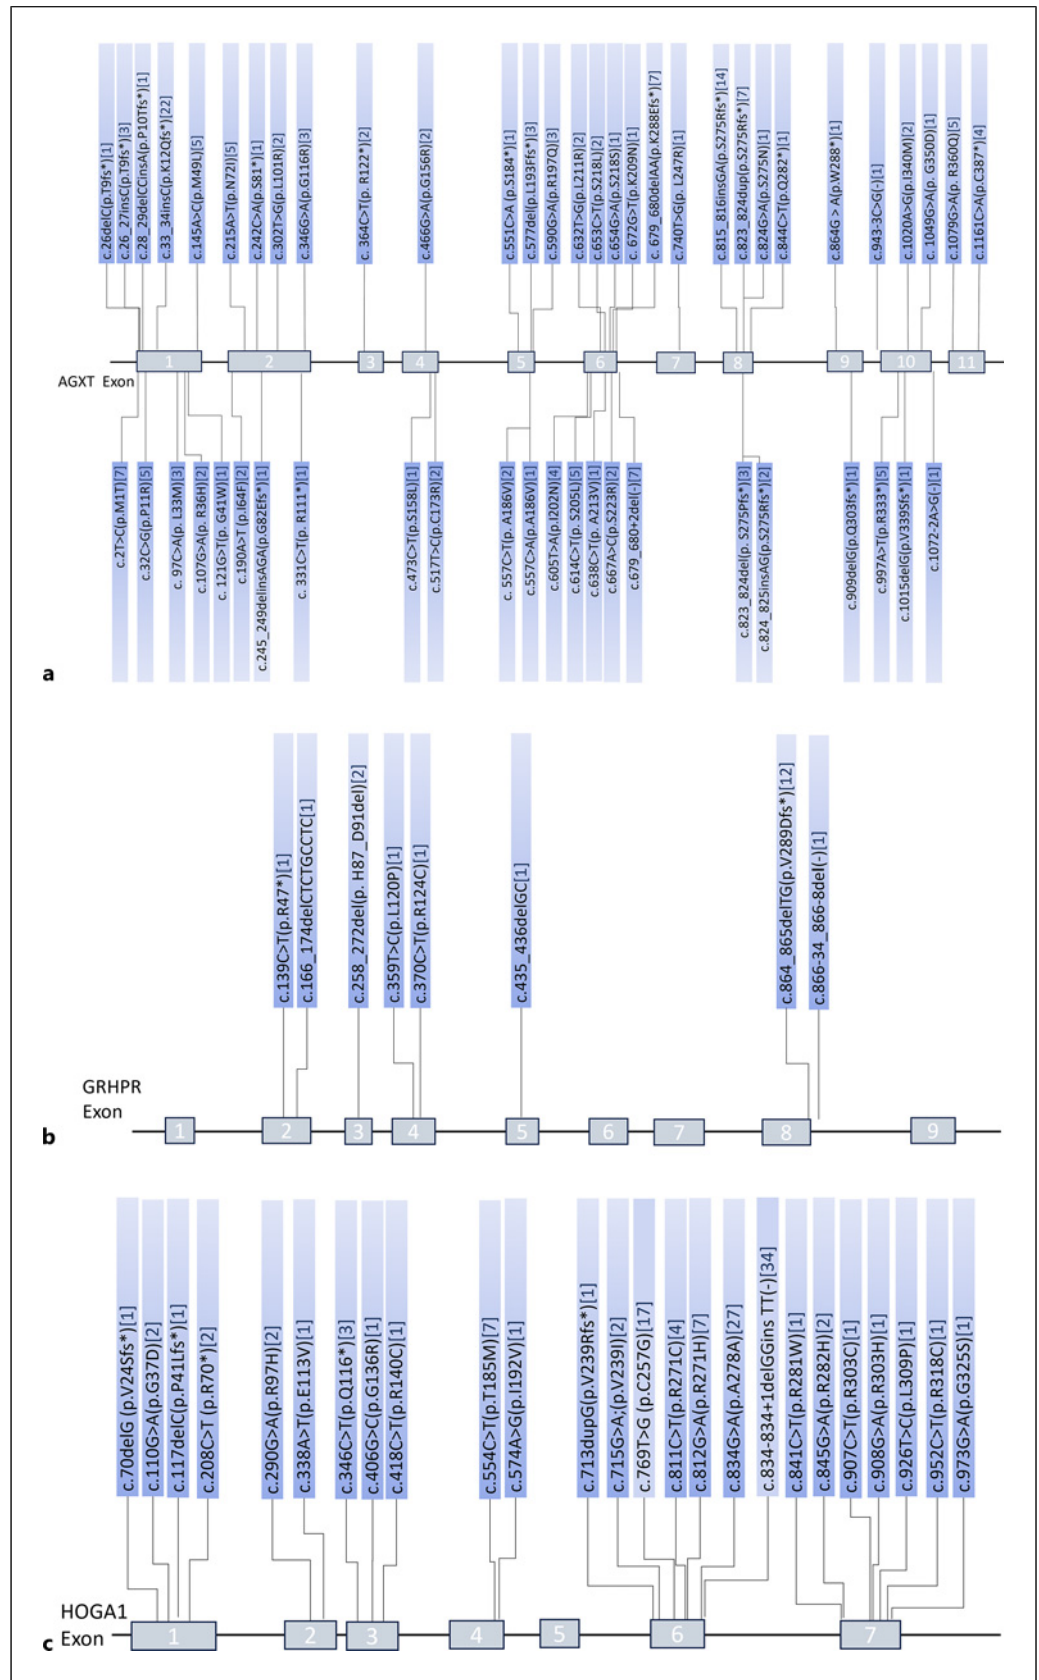 c.26delC(p.T9fs*)[1]
c.26_27insC(p.T9fs*)[3]
c.28_29delCCinsA(p.P10Tfs*)[1]
c.33_34insC(p.K12Qfs*)[22]
c.145A>C(p.M49L)[5]
c.215A>T(p.N72I)[5]
c.242C>A(p.S81*)[1]
c.302T>G(p.L101R)[2]
c.346G>A(p.G116R)[3]
c.364C>T(p. R122*)[2]
c.466G>A(p.G156R)[2]
c.551C>A (p.S184*)[1]
c.577del(p.L193Ffs*)[3]
c.590G>A(p.R197Q)[3]
c.632T>G(p.L211R)[2]
c.653C>T(p.S218L)[2]
c.654G>A(p.S218S)[1]
c.672G>T(p.K209N)[1]
c. 679_680delAA(p.K288Efs*)[7]
c.740T>G(p. L247R)[1]
c.815_816insGA(p.S275Rfs*)[14]
c.823_824dup(p.S275Rfs*)[7]
c.824G>A(p.S275N)[1]
c.844C>T(p.Q282*)[1]
c.864G > A(p.W288*)[1]
c.943-3C>G(-)[1]
c.1020A>G(p.I340M)[2]
c. 1049G>A(p. G350D)[1]
c.1079G>A(p. R360Q)[5]
c.1161C>A(p.C387*)[4]
1 2 3 4 5 6 7 8 9 10 11
AGXT Exon
c.2T>C(p.M1T)[7]
c.32C>G(p.P11R)[5]
c. 97C>A(p. L33M)[3]
c.107G>A(p. R36H)[2]
c. 121G>T(p. G41W)[1]
c.190A>T (p.I64F)[2]
c.245_249delinsAGA(p.G82Efs*)[1]
c. 331C>T(p. R111*)[1]
c.473C>T(p.S158L)[1]
c.517T>C(p.C173R)[2]
c. 557C>T(p. A186V)[2]
c.557C>A(p.A186V)[1]
c.605T>A(p.I202N)[4]
c.614C>T(p. S205L)[5]
c.638C>T(p. A213V)[1]
c.667A>C(p.S223R)[2]
c.679_680+2del(-)[7]
c.823_824del(p. S275Pfs*)[3]
c.824_825insAG(p.S275Rfs*)[2]
c.909delG(p.Q303fs*)[1]
c.997A>T(p.R333*)[5]
c.1015delG(p.V339Sfs*)[1]
c.1072-2A>G(-)[1]
a
c.139C>T(p.R47*)[1]
c.166_174delCTCTGCCTC[1]
c.258_272del(p. H87_D91del)[2]
c.359T>C(p.L120P)[1]
c.370C>T(p.R124C)[1]
c.435_436delGC[1]
c.864_865delTG(p.V289Dfs*)[12]
c.866-34_866-8del(-)[1]
GRHPR
Exon
1 2 3 4 5 6 7 8 9
b
c.70delG (p.V24Sfs*)[1]
c.110G>A(p.G37D)[2]
c.117delC(p.P41Lfs*)[1]
c.208C>T (p.R70*)[2]
c.290G>A(p.R97H)[2]
c.338A>T(p.E113V)[1]
c.346C>T(p.Q116*)[3]
c.406G>C(p.G136R)[1]
c.418C>T(p.R140C)[1]
c.554C>T(p.T185M)[7]
c.574A>G(p.I192V)[1]
c.713dupG(p.V239Rfs*)[1]
c.715G>A;(p.V239I)[2]
c.769T>G (p.C257G)[17]
c.811C>T(p.R271C)[4]
c.812G>A(p.R271H)[7]
c.834G>A(p.A278A)[27]
c.834-834+1delGGins TT(-)[34]
c.841C>T(p.R281W)[1]
c.845G>A(p.R282H)[2]
c.907C>T(p.R303C)[1]
c.908G>A(p.R303H)[1]
c.926T>C(p.L309P)[1]
c.952C>T(p.R318C)[1]
c.973G>A(p.G325S)[1]
HOGA1
Exon
1 2 3 4 5 6 7
c